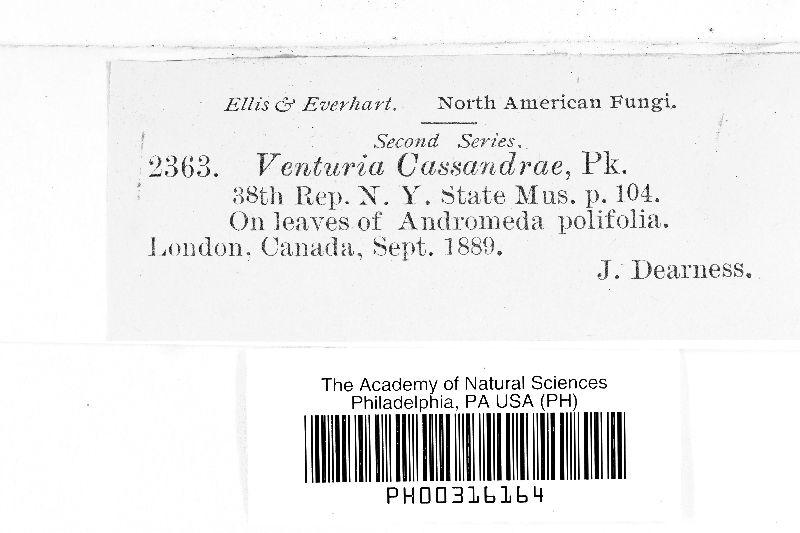 Ellis & Everhart. North American Fungi.
Second Series.
2363. Venturia Cassandrae, Pk.
38th Rep. N. Y. State Mus. p. 104.
On leaves of Andromeda polifolia.
London, Canada, Sept. 1889.
J. Dearness.
The Academy of Natural Sciences
Philadelphia, PA USA (PH)
PH00316164